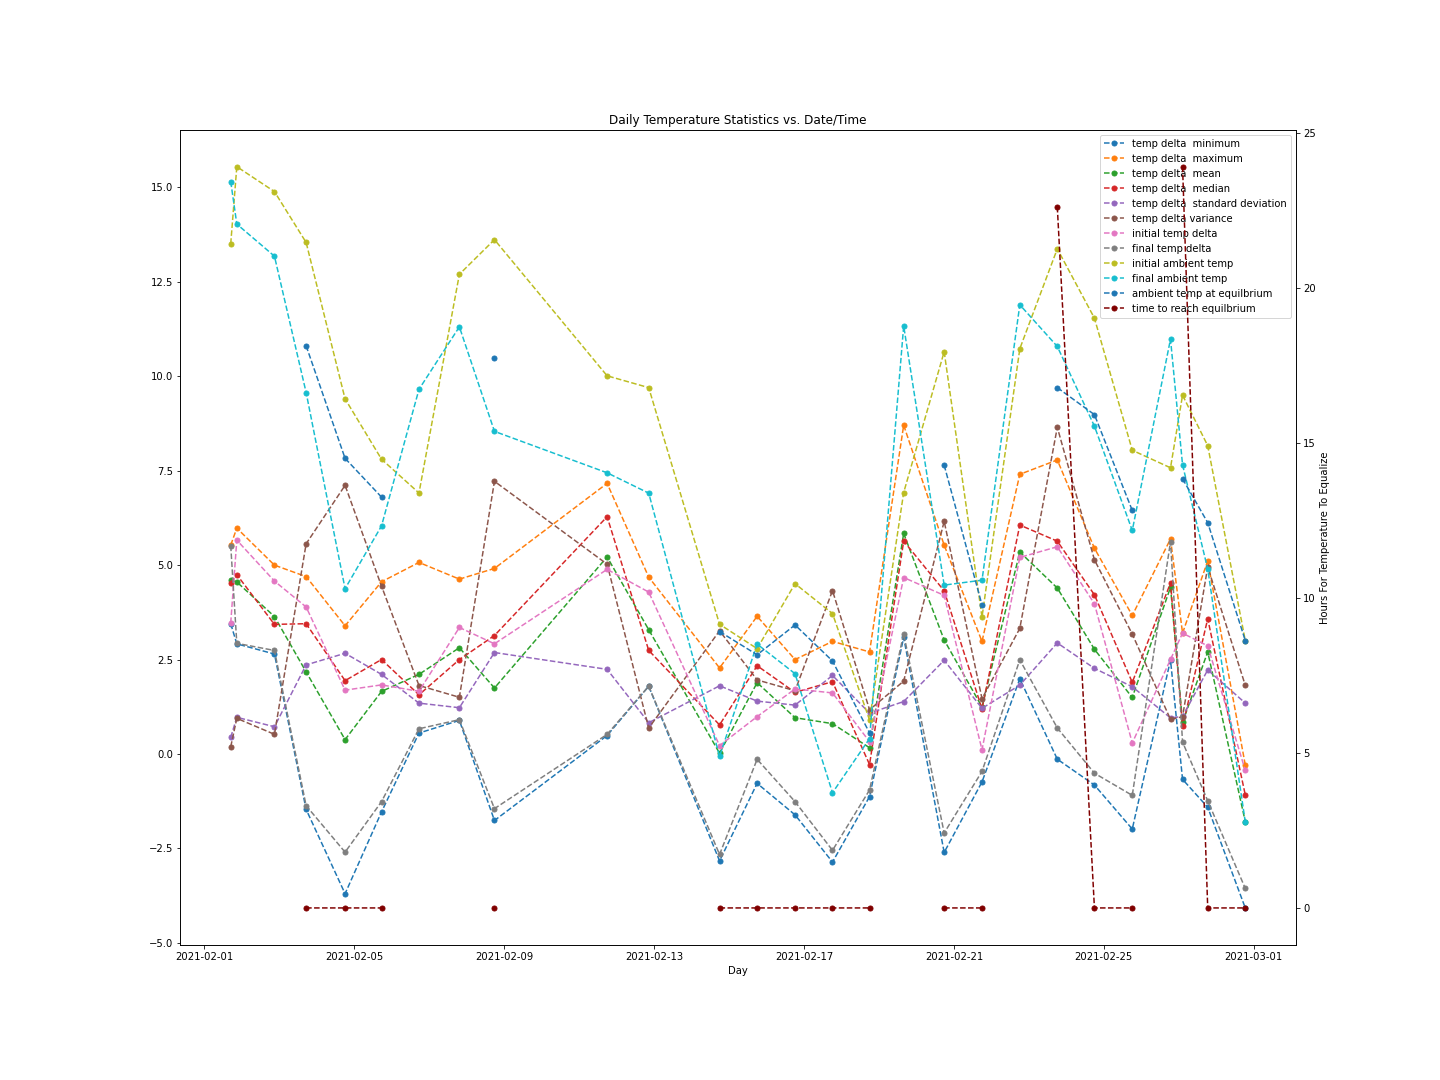 Daily Temperature Statistics vs. Date/Time
temp delta  minimum
temp delta  maximum
temp delta  mean
temp delta  median
temp delta  standard deviation
temp delta variance
initial temp delta
final temp delta
initial ambient temp
final ambient temp
ambient temp at equilbrium
time to reach equilbrium
15.0
12.5
10.0
7.5
5.0
2.5
0.0
−2.5
−5.0
25
20
15
10
5
0
Hours For Temperature To Equalize
2021-02-01
2021-02-05
2021-02-09
2021-02-13
2021-02-17
2021-02-21
2021-02-25
2021-03-01
Day